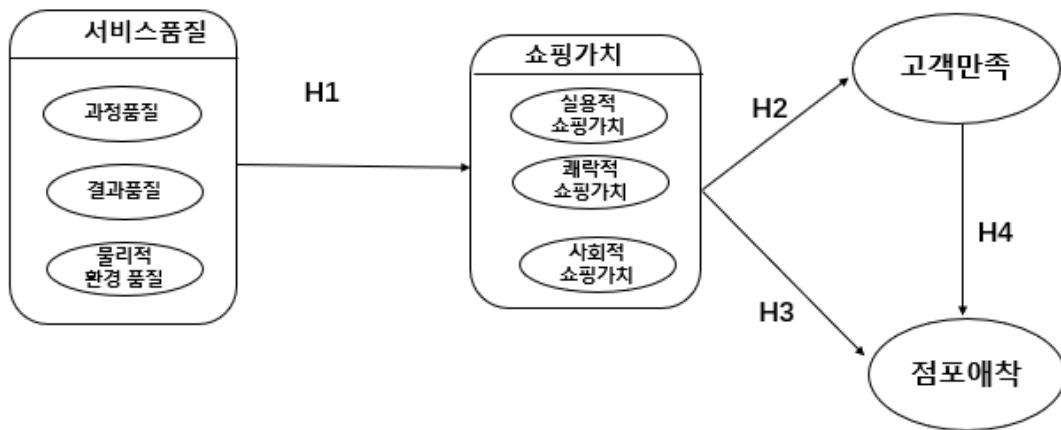 서비스품질
과정품질
결과품질
물리적
환경 품질
H1
쇼핑가치
실용적
쇼핑가치
쾌락적
쇼핑가치
사회적
쇼핑가치
H2
H3
고객만족
H4
점포애착